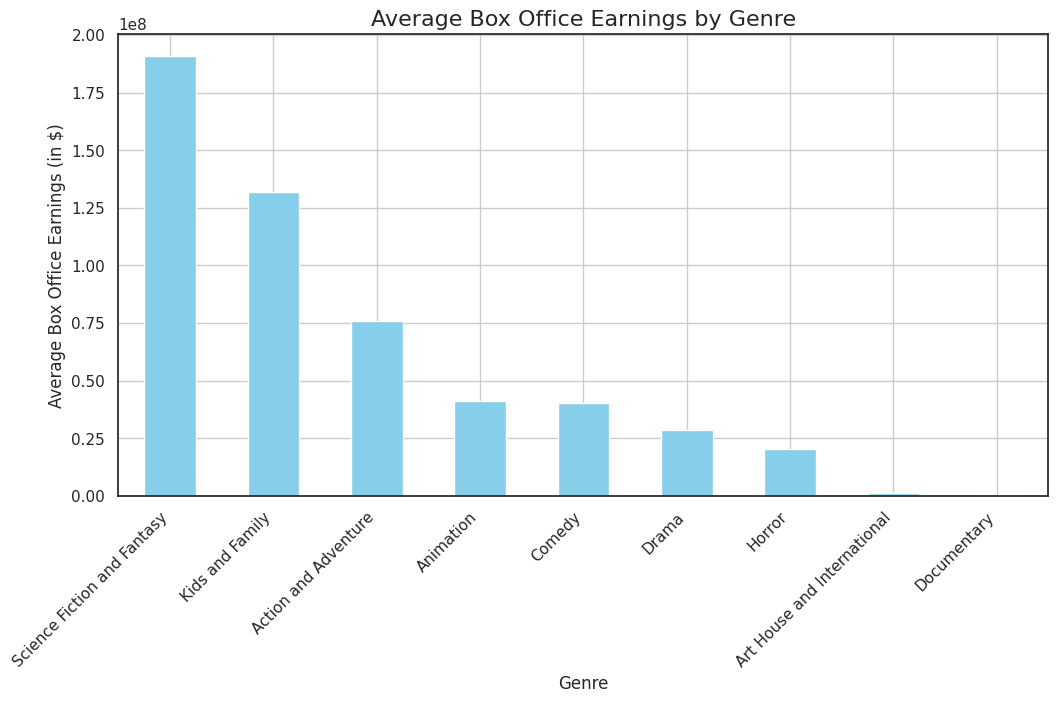 Average Box Office Earnings by Genre
1e8
2.00
1.75
1.50
1.25
1.00
0.75
0.50
0.25
0.00
Average Box Office Earnings (in $)
Science Fiction and Fantasy
Kids and Family
Action and Adventure
Animation
Comedy
Drama
Horror
Art House and International
Documentary
Genre